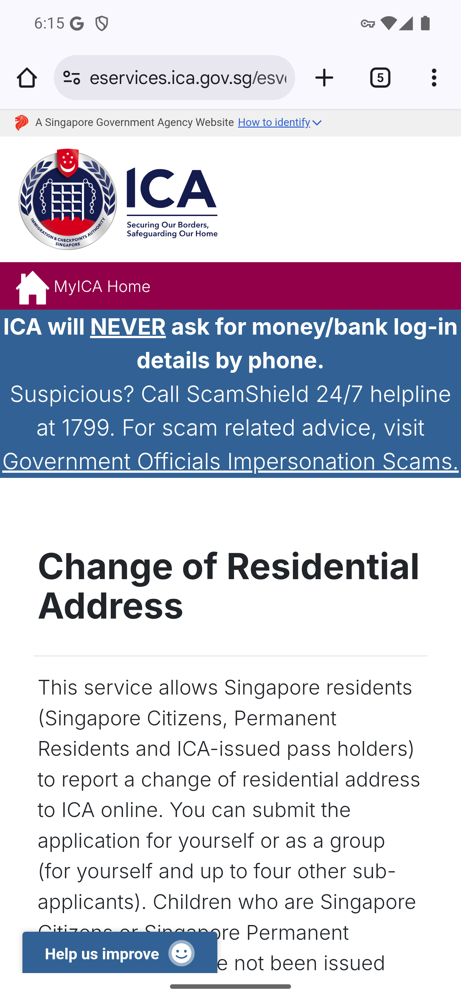 6:15
eservices.ica.gov.sg/esv
5
A Singapore Government Agency Website How to identify
IMMIGRATION & CHECKPOINTS AUTHORITY
SINGAPORE
ICA
Securing Our Borders,
Safeguarding Our Home
MyICA Home
ICA will NEVER ask for money/bank log-in
details by phone.
Suspicious? Call ScamShield 24/7 helpline
at 1799. For scam related advice, visit
Government Officials Impersonation Scams.
Change of Residential
Address
This service allows Singapore residents
(Singapore Citizens, Permanent
Residents and ICA-issued pass holders)
to report a change of residential address
to ICA online. You can submit the
application for yourself or as a group
(for yourself and up to four other sub-
applicants). Children who are Singapore
Citizens or Singapore Permanent
not been issued
Help us improve